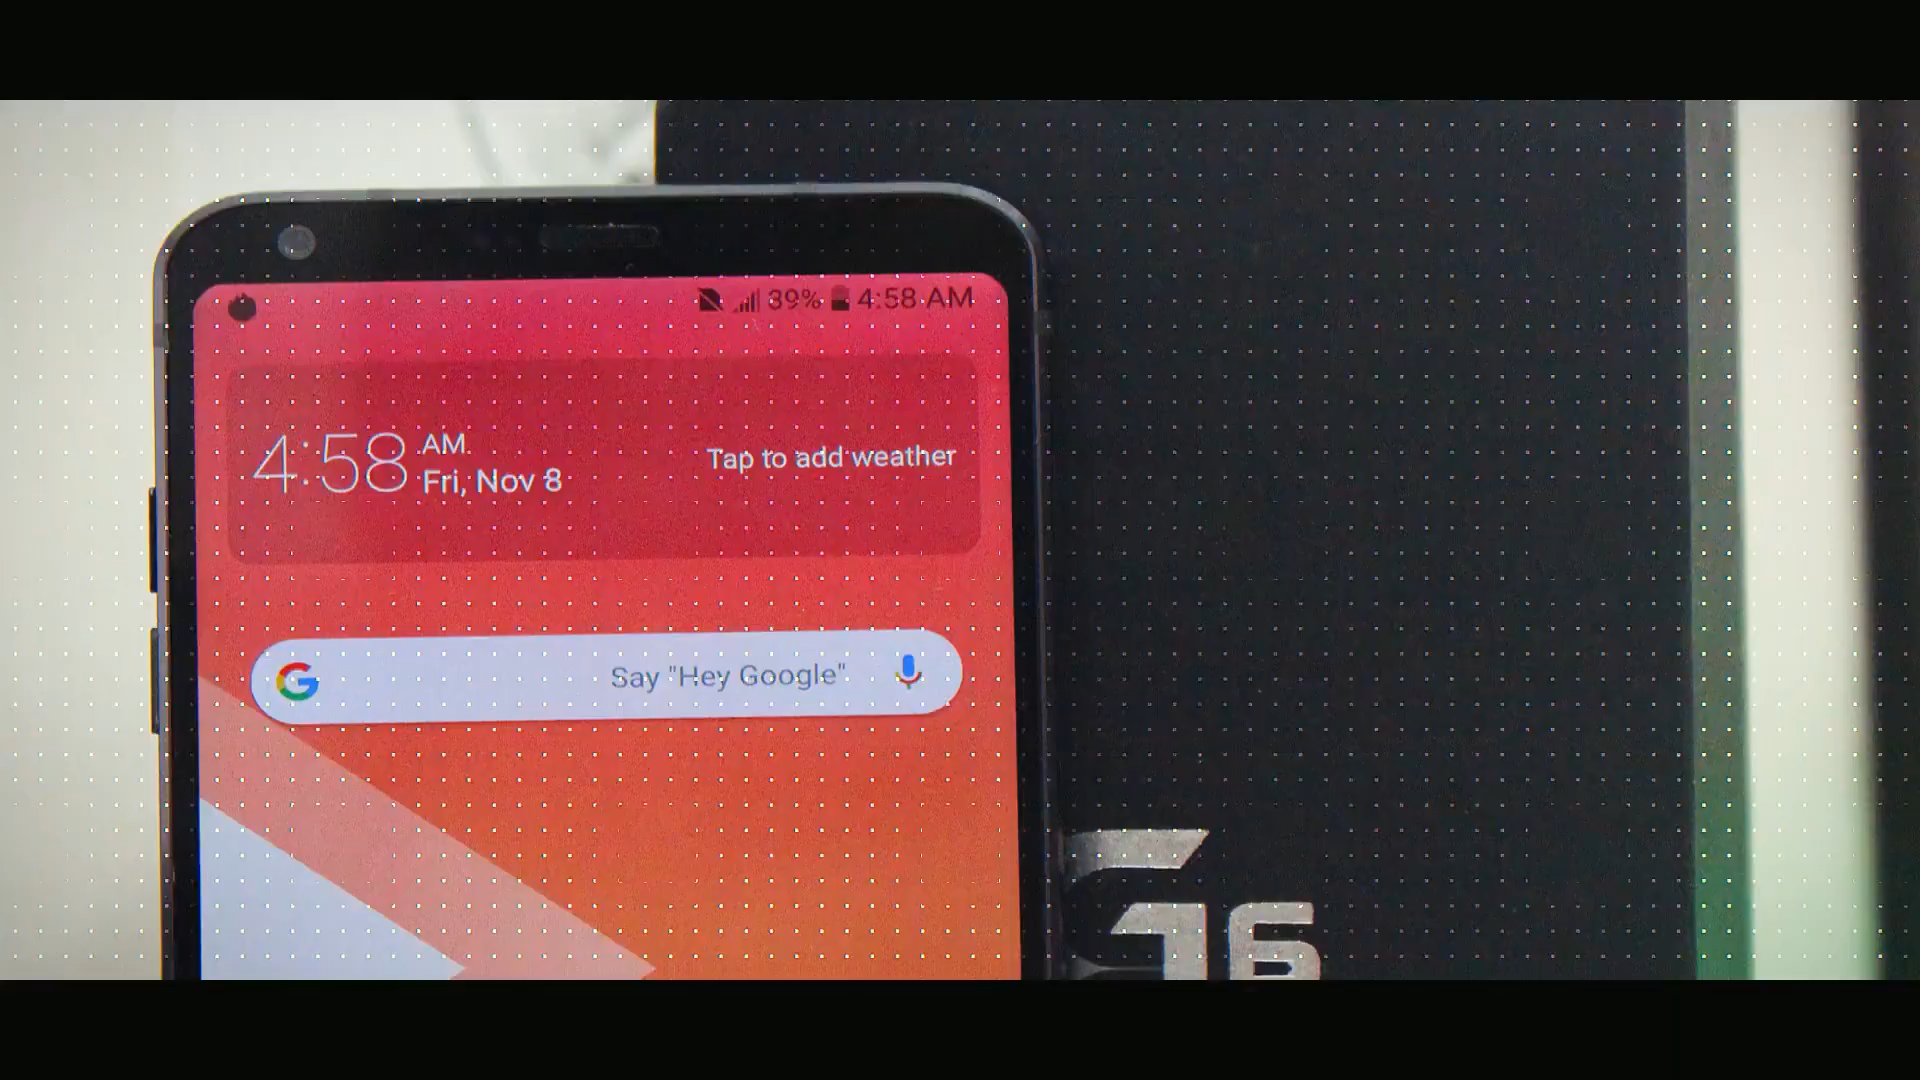 39% 4:58 AM
4:58 AM
Fri, Nov 8
Tap to add weather
Say "Hey Google"
G6